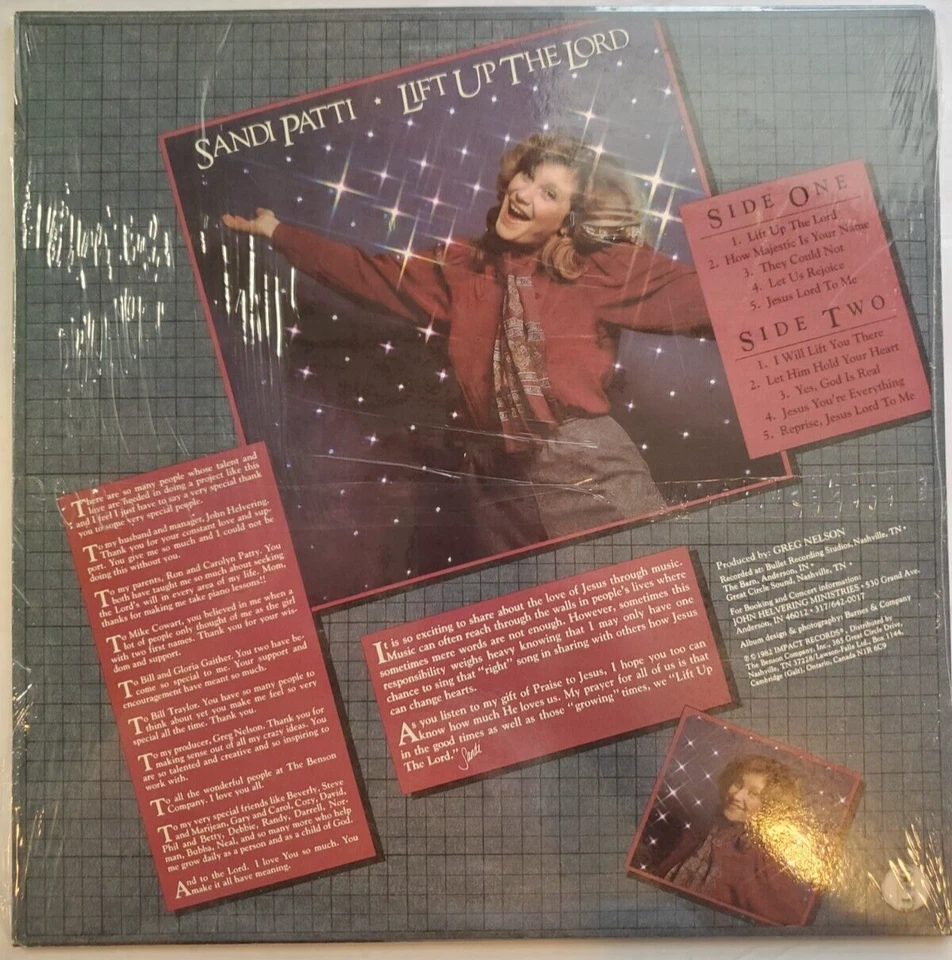 SANDI PATTI ★ LIFT UP THE LORD
SIDE ONE
1. Lift Up The Lord
2. How Majestic Is Your Name
3. They Could Not
4. Let Us Rejoice
5. Jesus Lord To Me
SIDE TWO
1. I Will Lift You There
2. Let Him Hold Your Heart
3. Yes, God Is Real
4. Jesus You're Everything
5. Reprise, Jesus Lord To Me
There are so many people whose talent and
love are needed in doing a project like this
and I feel I just have to say a very special thank
you to some very special people.
To my husband and manager, John Helvering.
Thank you for your constant love and sup-
port. You give me so much and I could not be
doing this without you.
To my parents, Ron and Carolyn Patty. You
both have taught me so much about seeking
the Lord's will in every area of my life. Mom,
thanks for making me take piano lessons!!
To Mike Cowart, you believed in me when a
lot of people only thought of me as the girl
with two first names. Thank you for your wis-
dom and support.
To Bill and Gloria Gaither. You two have be-
come so special to me. Your support and
encouragement have meant so much.
To Bill Traylor. You have so many people to
think about yet you make me feel so very
special all the time. Thank you.
To my producer, Greg Nelson. Thank you for
making sense out of all my crazy ideas. You
are so talented and creative and so inspiring to
work with.
To all the wonderful people at The Benson
Company. I love you all.
To my very special friends like Beverly, Steve
and Marijean, Gary and Carol, Cozy, David,
Phil and Betty, Debbie, Randy, Darrell, Nor-
man, Bubba, Neal, and so many more who help
me grow daily as a person and as a child of God.
And to the Lord. I love You so much. You
make it all have meaning.
It is so exciting to share about the love of Jesus through music.
Music can often reach through the walls in people's lives where
sometimes mere words are not enough. However, sometimes this
responsibility weighs heavy knowing that I may only have one
chance to sing that "right" song in sharing with others how Jesus
can change hearts.
As you listen to my gift of Praise to Jesus, I hope you too can
know how much He loves us. My prayer for all of us is that
in the good times as well as those "growing" times, we "Lift Up
The Lord." Sandi
Produced by: GREG NELSON
Recorded at: Bullet Recording Studios, Nashville, TN •
The Barn, Anderson, IN •
Great Circle Sound, Nashville, TN •
For Booking and Concert information
JOHN HELVERING MINISTRIES • 530 Grand Ave.
Anderson, IN 46012 • 317/642-0017
Album design & photography: Barnes & Company
℗ © 1982 IMPACT RECORDS • Distributed by
The Benson Company, Inc., 365 Great Circle Drive,
Nashville, TN 37228/Lawson-Falle Ltd., Box 1144,
Cambridge (Galt), Ontario, Canada N1R 6C9